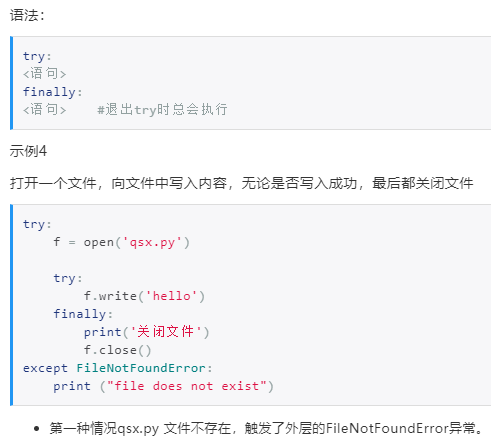 语法：
try:
<语句>
finally:
<语句>    #退出try时总会执行
示例4
打开一个文件，向文件中写入内容，无论是否写入成功，最后都关闭文件
try:
    f = open('qsx.py')

    try:
        f.write('hello')
    finally:
        print('关闭文件')
        f.close()
except FileNotFoundError:
    print ("file does not exist")
• 第一种情况qsx.py 文件不存在，触发了外层的FileNotFoundError异常。